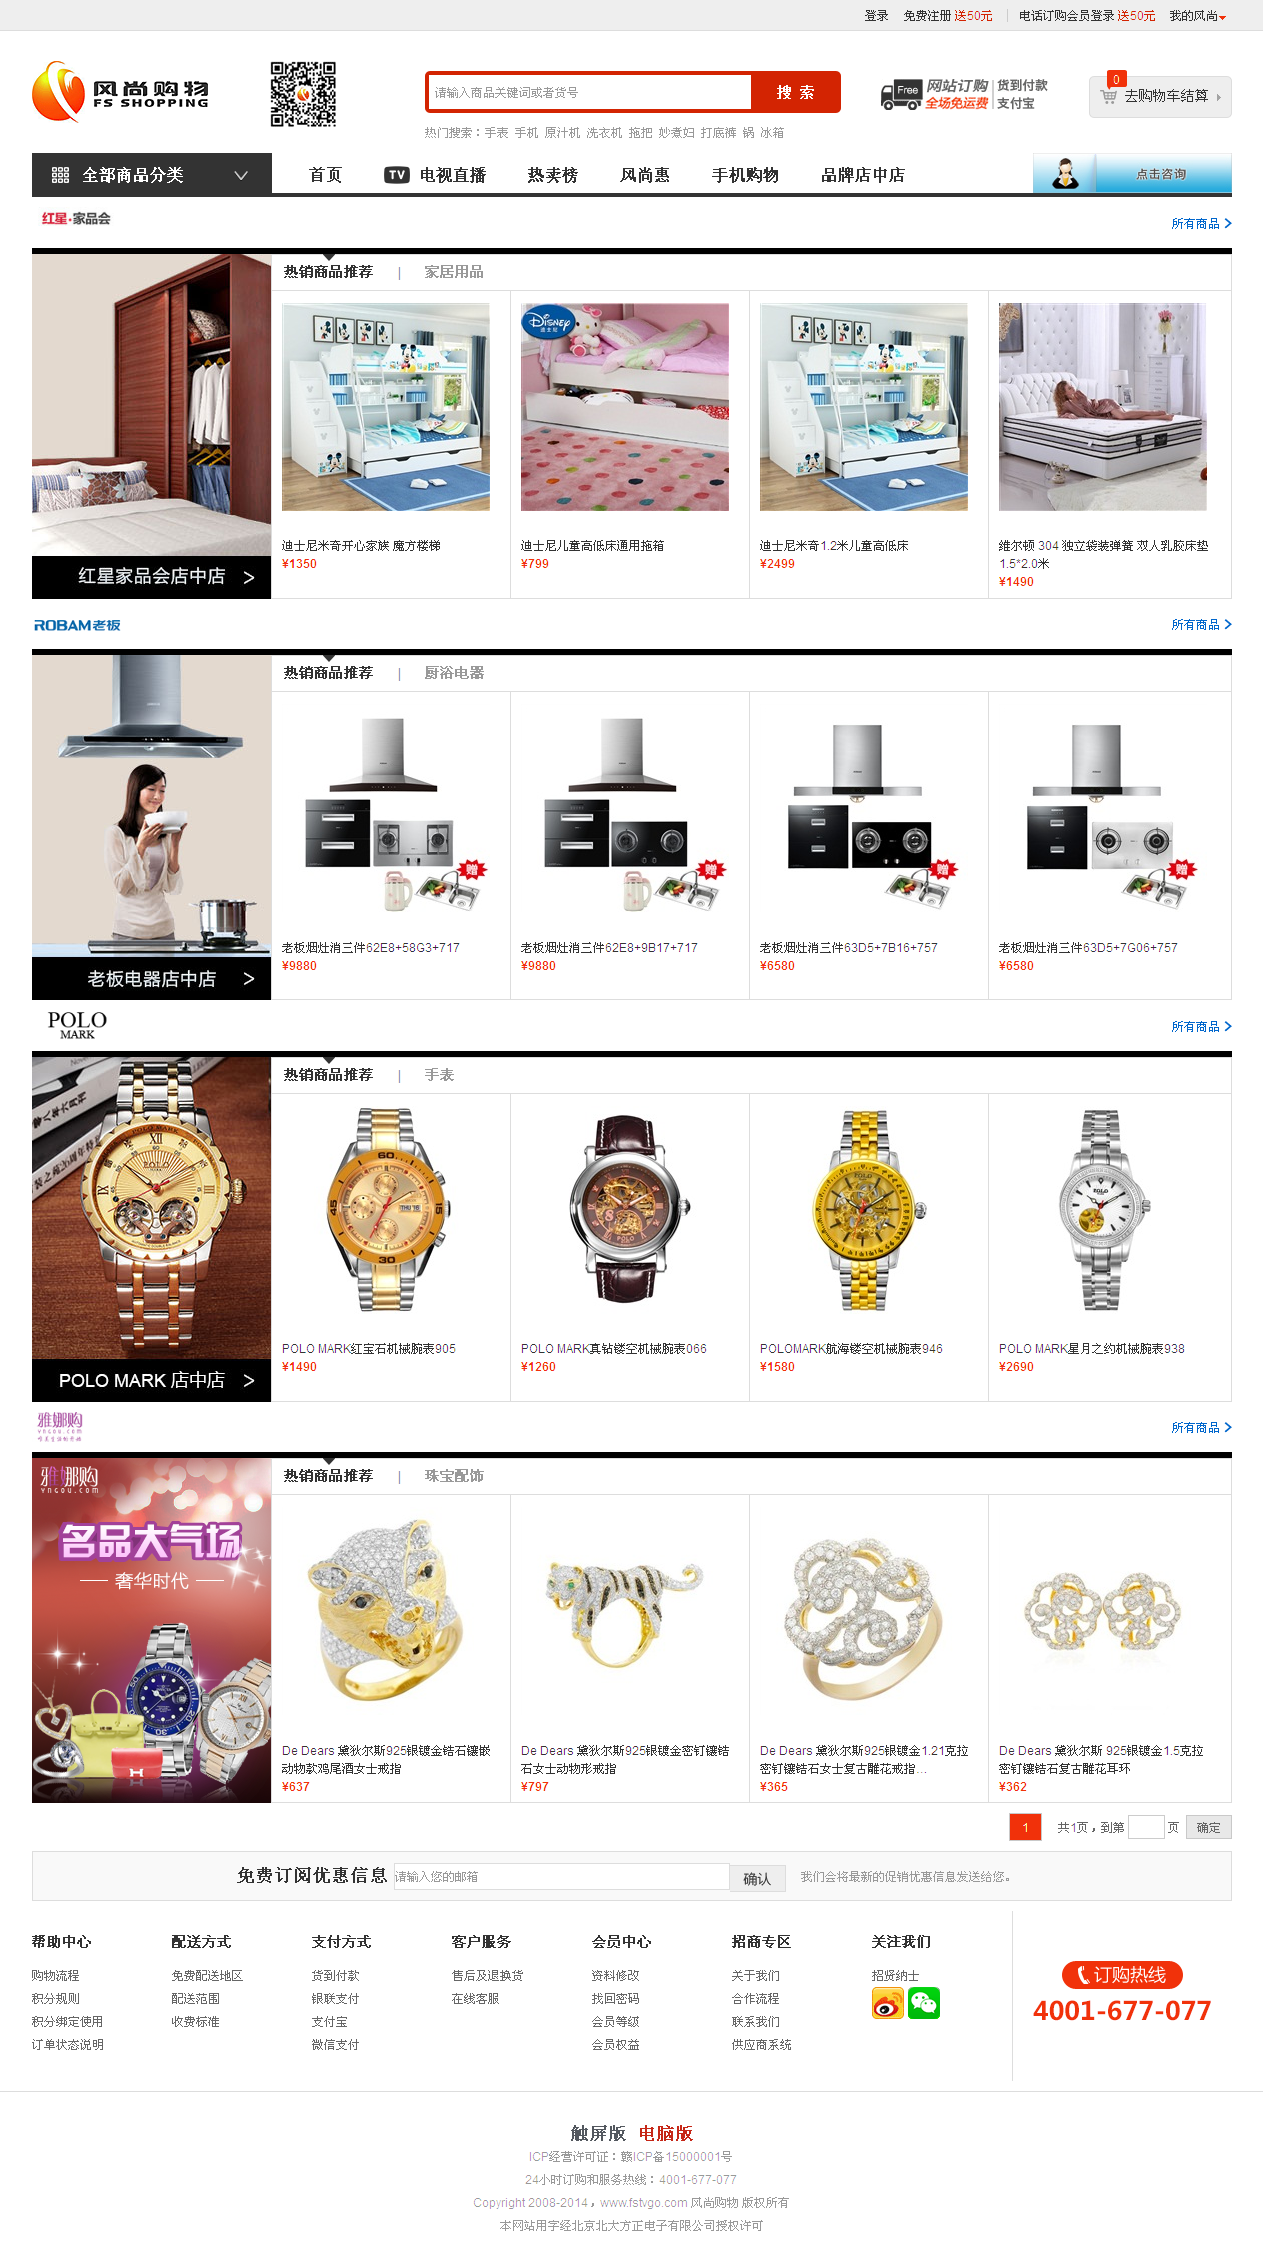 登录 免费注册 送50元 电话订购会员登录 送50元 我的风尚
风尚购物
FS SHOPPING
请输入商品关键词或者货号
搜 索
Free
网站订购
全场免运费
货到付款
支付宝
0
去购物车结算
热门搜索：手表 手机 原汁机 洗衣机 拖把 妙煮妇 打底裤 锅 冰箱
全部商品分类
首页 TV 电视直播 热卖榜 风尚惠 手机购物 品牌店中店
点击咨询
红星·家品会
所有商品
热销商品推荐 | 家居用品
Disney
迪士尼
迪士尼米奇开心家族 魔方楼梯
¥1350
迪士尼儿童高低床通用拖箱
¥799
迪士尼米奇1.2米儿童高低床
¥2499
维尔顿 304 独立袋装弹簧 双人乳胶床垫
1.5*2.0米
¥1490
红星家品会店中店 >
ROBAM老板
所有商品
热销商品推荐 | 厨浴电器
赠
赠
赠
赠
老板烟灶消三件62E8+58G3+717
¥9880
老板烟灶消三件62E8+9B17+717
¥9880
老板烟灶消三件63D5+7B16+757
¥6580
老板烟灶消三件63D5+7G06+757
¥6580
老板电器店中店 >
POLO
MARK
所有商品
热销商品推荐 | 手表
POLO MARK红宝石机械腕表905
¥1490
POLO MARK真钻镂空机械腕表066
¥1260
POLOMARK航海镂空机械腕表946
¥1580
POLO MARK星月之约机械腕表938
¥2690
POLO MARK 店中店 >
雅娜购
yngou.com
所有商品
热销商品推荐 | 珠宝配饰
雅娜购
yngou.com
名品大气场
奢华时代
De Dears 黛狄尔斯925银镀金锆石镶嵌
动物款鸡尾酒女士戒指
¥637
De Dears 黛狄尔斯925银镀金密钉镶锆
石女士动物形戒指
¥797
De Dears 黛狄尔斯925银镀金1.21克拉
密钉镶锆石女士复古雕花戒指...
¥365
De Dears 黛狄尔斯 925银镀金1.5克拉
密钉镶锆石复古雕花耳环
¥362
1 共1页，到第 页 确定
免费订阅优惠信息 请输入您的邮箱 确认 我们会将最新的促销优惠信息发送给您。
帮助中心
购物流程
积分规则
积分绑定使用
订单状态说明
配送方式
免费配送地区
配送范围
收费标准
支付方式
货到付款
银联支付
支付宝
微信支付
客户服务
售后及退换货
在线客服
会员中心
资料修改
找回密码
会员等级
会员权益
招商专区
关于我们
合作流程
联系我们
供应商系统
关注我们
招贤纳士
订购热线
4001-677-077
触屏版 电脑版
ICP经营许可证：赣ICP备15000001号
24小时订购和服务热线：4001-677-077
Copyright 2008-2014，www.fstvgo.com 风尚购物 版权所有
本网站用字经北京北大方正电子有限公司授权许可